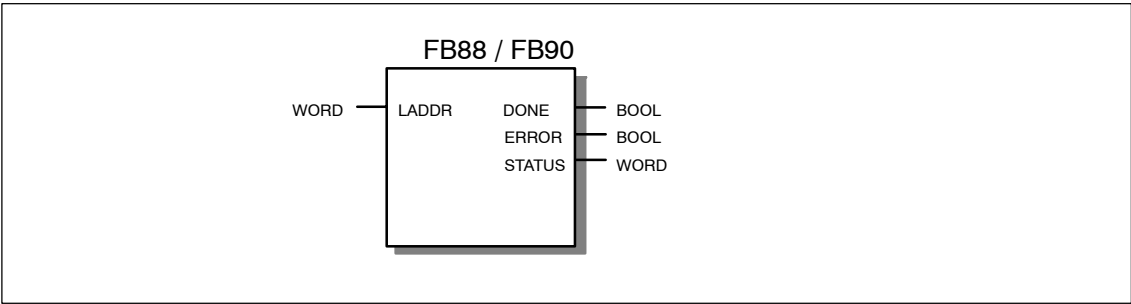 FB88 / FB90
WORD LADDR DONE BOOL
ERROR BOOL
STATUS WORD